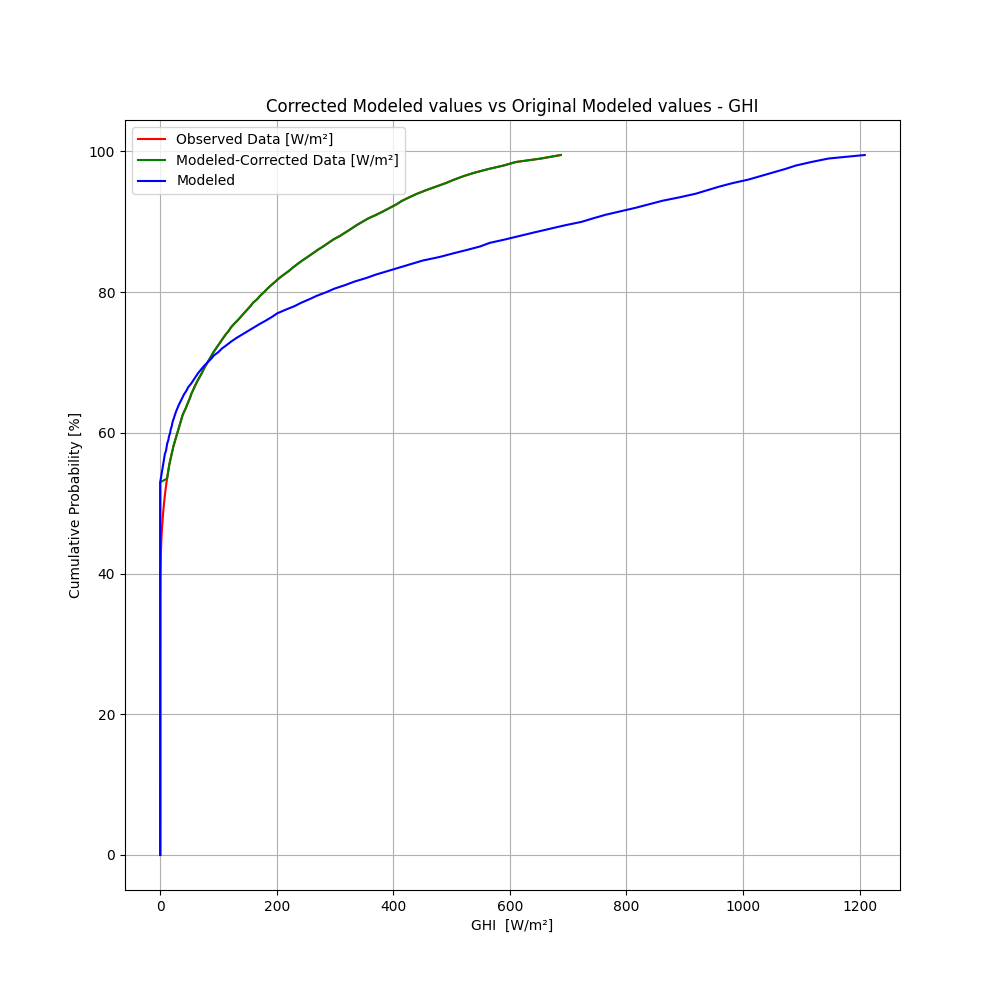 Corrected Modeled values vs Original Modeled values - GHI
Observed Data [W/m²]
Modeled-Corrected Data [W/m²]
Modeled
100
80
60
40
20
0
Cumulative Probability [%]
0 200 400 600 800 1000 1200
GHI  [W/m²]